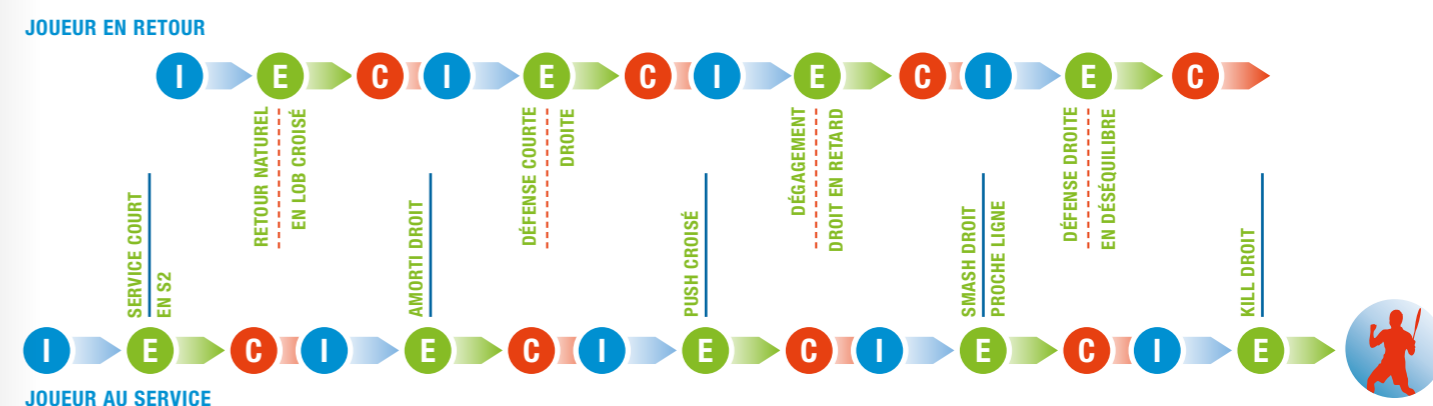 JOUEUR EN RETOUR
I E C I E C I E C I E C
RETOUR NATUREL
EN LOB CROISÉ
DÉFENSE COURTE
DROITE
DÉGAGEMENT
DROIT EN RETARD
DÉFENSE DROITE
EN DÉSÉQUILIBRE
SERVICE COURT
EN S2
AMORTI DROIT
PUSH CROISÉ
SMASH DROIT
PROCHE LIGNE
KILL DROIT
I E C I E C I E C I E C I E
JOUEUR AU SERVICE